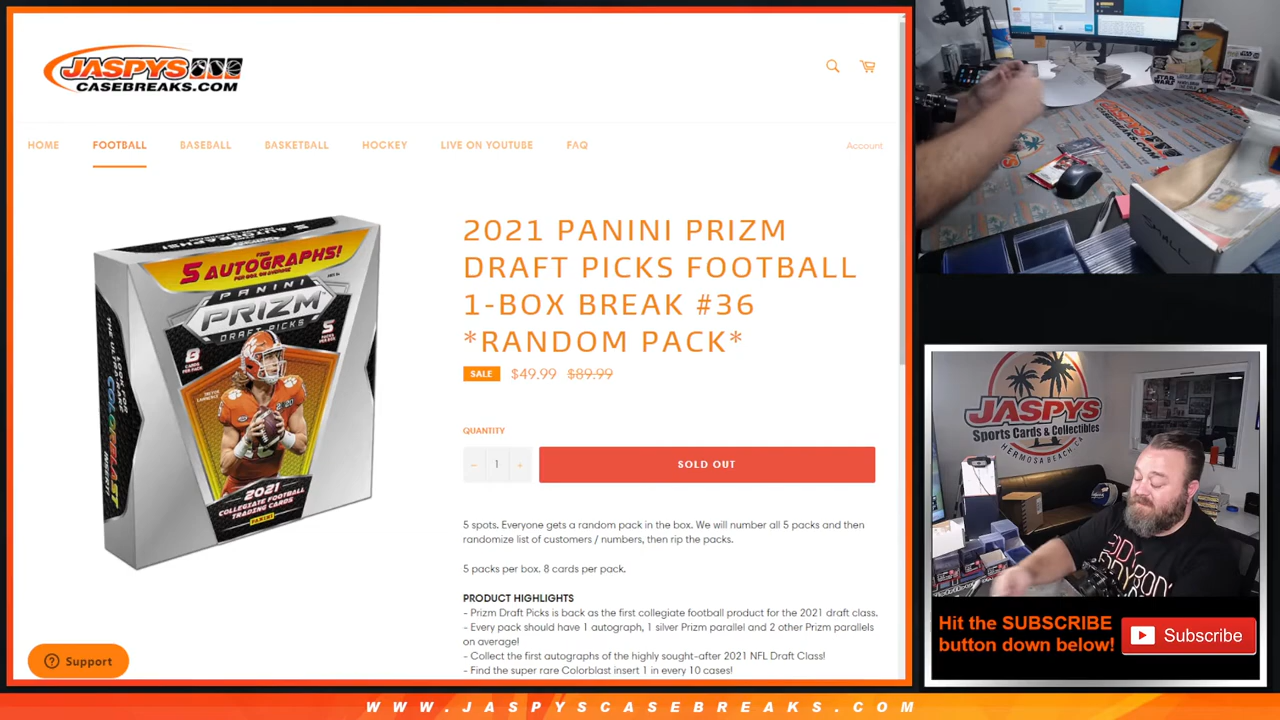 JASPYS
CASEBREAKS.COM
HOME FOOTBALL BASEBALL BASKETBALL HOCKEY LIVE ON YOUTUBE FAQ Account
5 AUTOGRAPHS!
PANINI
PRIZM
DRAFT PICKS
8
5
2021
COLLEGIATE FOOTBALL
TRADING CARDS
PANINI
2021 PANINI PRIZM
DRAFT PICKS FOOTBALL
1-BOX BREAK #36
*RANDOM PACK*
SALE $49.99 $89.99
QUANTITY
− 1 +
SOLD OUT
5 spots. Everyone gets a random pack in the box. We will number all 5 packs and then
randomize list of customers / numbers, then rip the packs.
5 packs per box. 8 cards per pack.
PRODUCT HIGHLIGHTS
- Prizm Draft Picks is back as the first collegiate football product for the 2021 draft class.
- Every pack should have 1 autograph, 1 silver Prizm parallel and 2 other Prizm parallels
on average!
- Collect the first autographs of the highly sought-after 2021 NFL Draft Class!
- Find the super rare Colorblast insert 1 in every 10 cases!
Support
STAR WARS
SMALL
JASPYS
Sports Cards & Collectibles
HERMOSA BEACH, CA
Hit the SUBSCRIBE
button down below!
Subscribe
WWW.JASPYSCASEBREAKS.COM